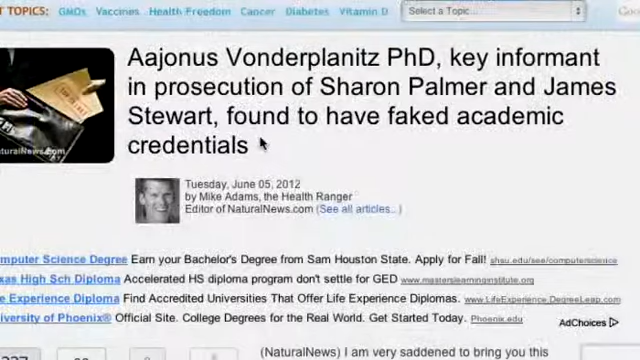 T TOPICS: GMOs Vaccines Health Freedom Cancer Diabetes Vitamin D Select a Topic...
Aajonus Vonderplanitz PhD, key informant
in prosecution of Sharon Palmer and James
Stewart, found to have faked academic
credentials
aturalNews.com
Tuesday, June 05, 2012
by Mike Adams, the Health Ranger
Editor of NaturalNews.com (See all articles...)
mputer Science Degree Earn your Bachelor's Degree from Sam Houston State. Apply for Fall! shsu.edu/see/computerscience
xas High Sch Diploma Accelerated HS diploma program don't settle for GED www.masterslearninginstitute.org
e Experience Diploma Find Accredited Universities That Offer Life Experience Diplomas. www.LifeExperience.DegreeLeap.com
iversity of Phoenix® Official Site. College Degrees for the Real World. Get Started Today. Phoenix.edu
AdChoices
(NaturalNews) I am very saddened to bring you this